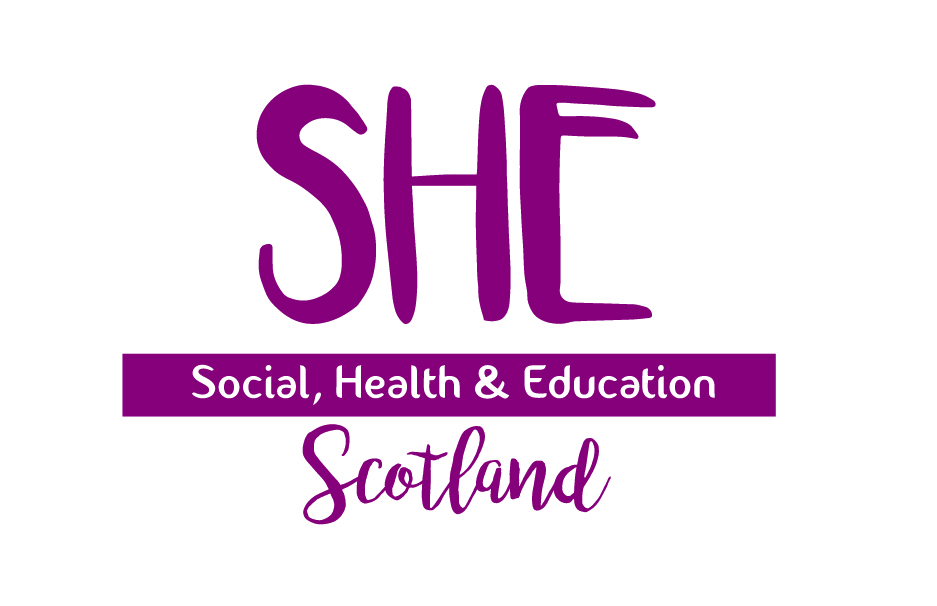 SHE
Social, Health & Education
Scotland